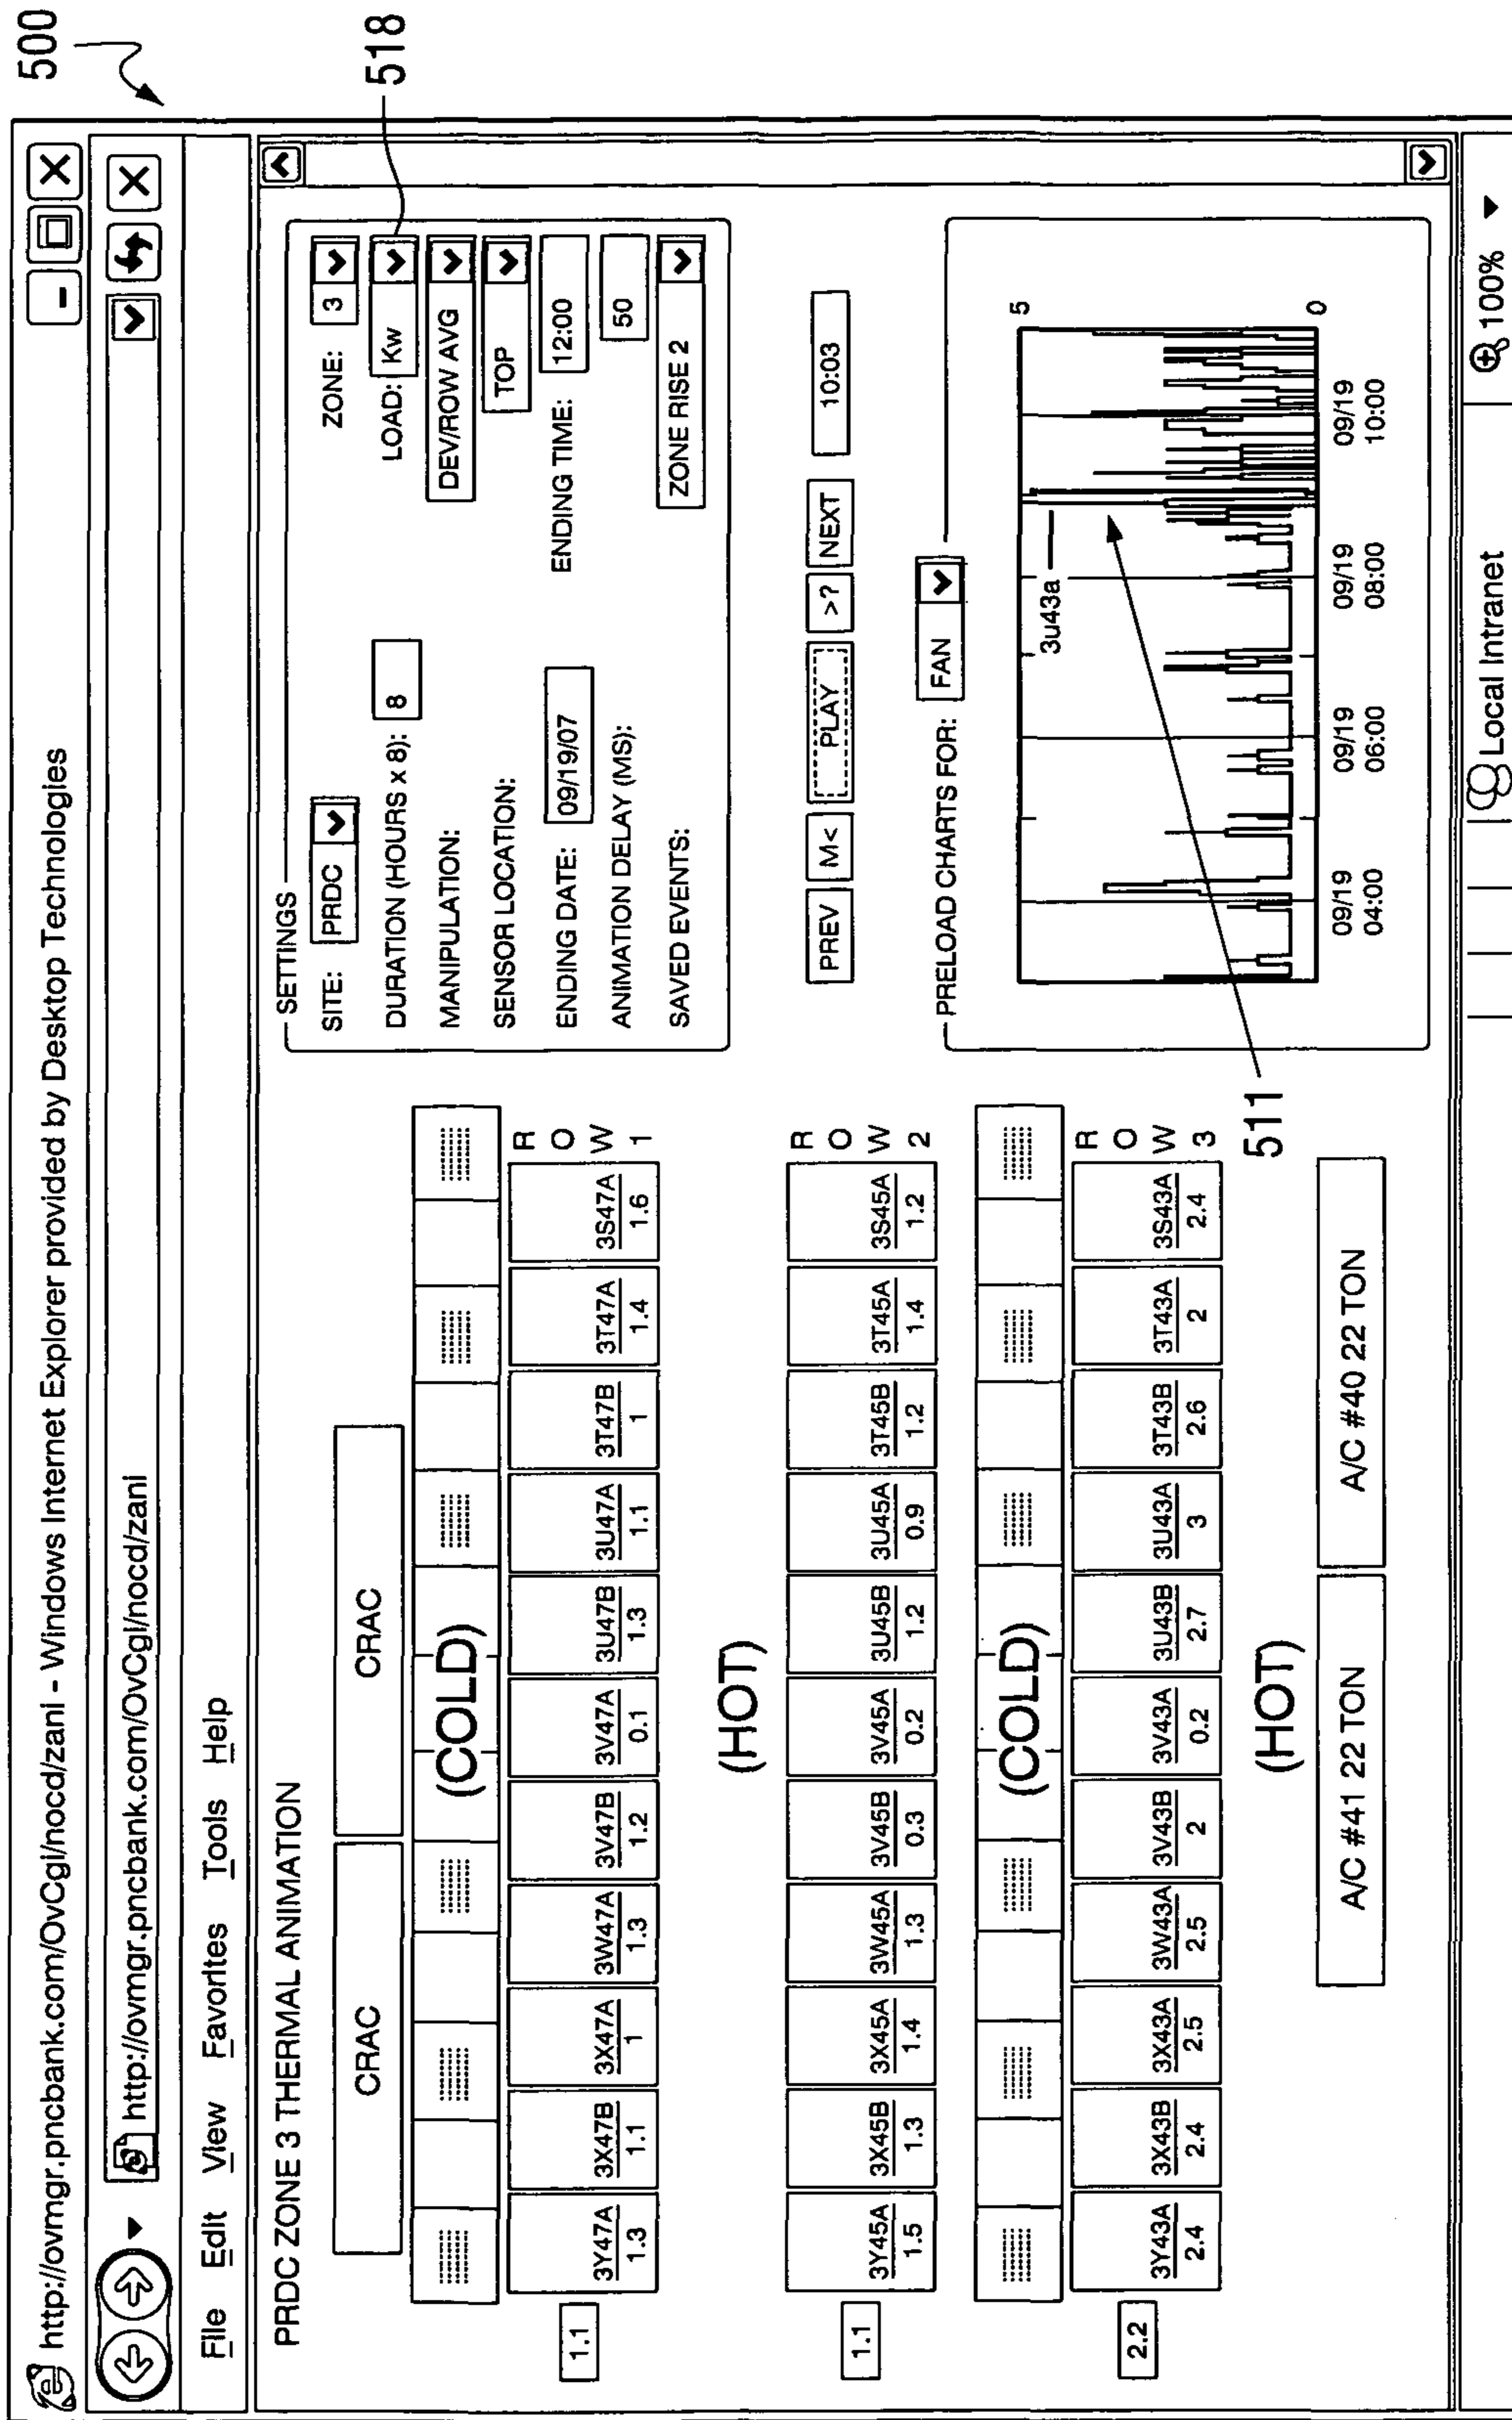 500
http://ovmgr.pncbank.com/OvCgl/nocd/zani - Windows Internet Explorer provided by Desktop Technologies
http://ovmgr.pncbank.com/OvCgl/nocd/zani
File Edit View Favorites Tools Help
PRDC ZONE 3 THERMAL ANIMATION
CRAC CRAC
(COLD)
1.1
3Y47A 3X47B 3X47A 3W47A 3V47B 3V47A 3U47B 3U47A 3T47B 3T47A 3S47A
1.3 1.1 1 1.3 1.2 0.1 1.3 1.1 1 1.4 1.6
ROW 1
(HOT)
1.1
3Y45A 3X45B 3X45A 3W45A 3V45B 3V45A 3U45B 3U45A 3T45B 3T45A 3S45A
1.5 1.3 1.4 1.3 0.3 0.2 1.2 0.9 1.2 1.4 1.2
ROW 2
(COLD)
2.2
3Y43A 3X43B 3X43A 3W43A 3V43B 3V43A 3U43B 3U43A 3T43B 3T43A 3S43A
2.4 2.4 2.5 2.5 2 0.2 2.7 3 2.6 2 2.4
ROW 3
(HOT)
A/C #41 22 TON A/C #40 22 TON
SETTINGS
SITE: PRDC ZONE: 3
DURATION (HOURS x 8): 8 LOAD: Kw
518
MANIPULATION: DEV/ROW AVG
SENSOR LOCATION: TOP
ENDING DATE: 09/19/07 ENDING TIME: 12:00
ANIMATION DELAY (MS): 50
SAVED EVENTS: ZONE RISE 2
PREV M< PLAY >? NEXT 10:03
PRELOAD CHARTS FOR: FAN
5
3u43a
0
09/19 09/19 09/19 09/19
04:00 06:00 08:00 10:00
511
Local Intranet 100%